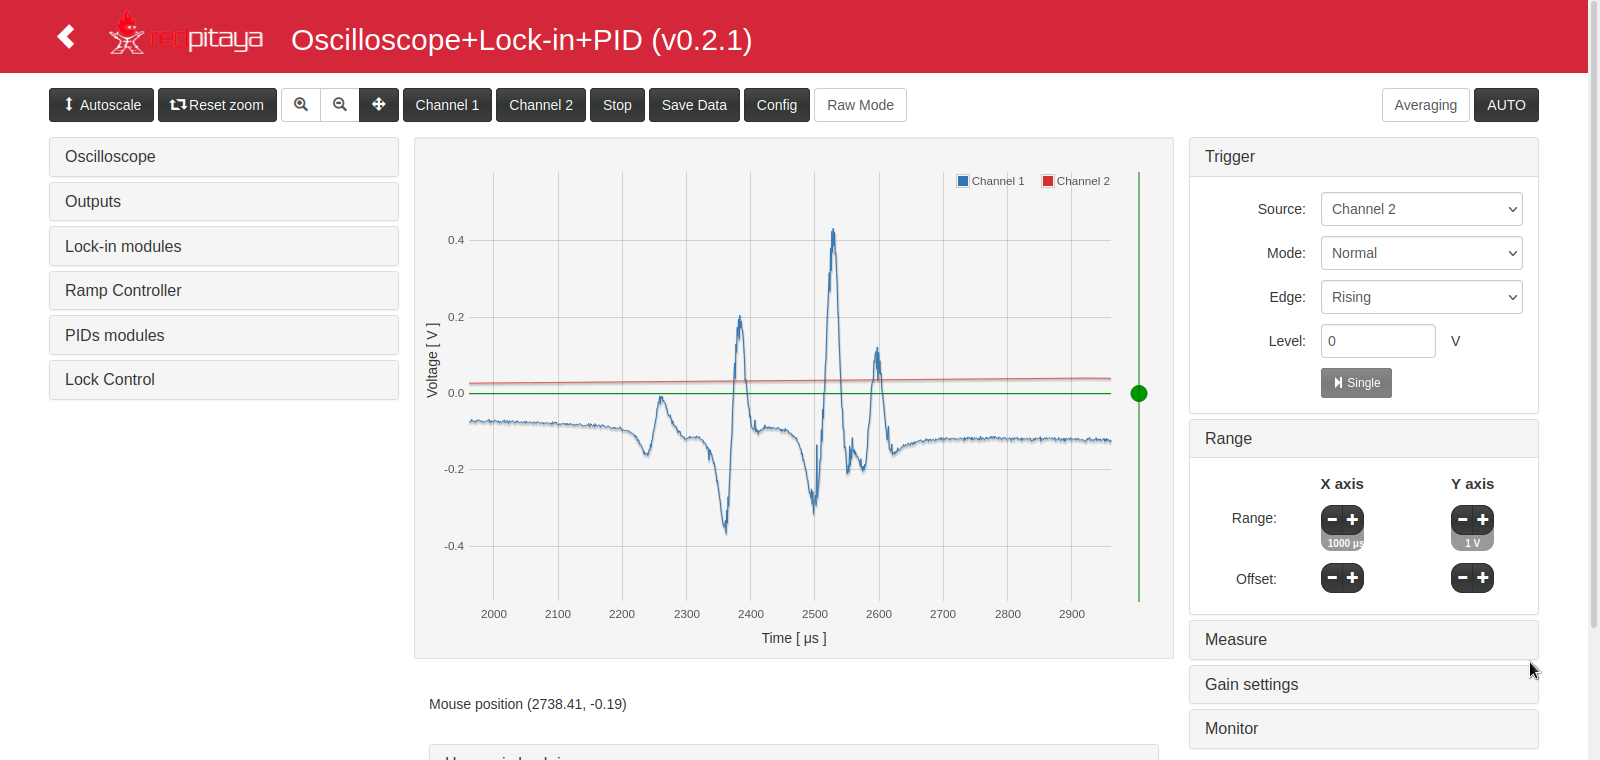 redpitaya Oscilloscope+Lock-in+PID (v0.2.1)
Autoscale Reset zoom Channel 1 Channel 2 Stop Save Data Config Raw Mode Averaging AUTO
Oscilloscope
Outputs
Lock-in modules
Ramp Controller
PIDs modules
Lock Control
Channel 1 Channel 2
0.4
0.2
0.0
-0.2
-0.4
Voltage [ V ]
2000 2100 2200 2300 2400 2500 2600 2700 2800 2900
Time [ µs ]
Mouse position (2738.41, -0.19)
Trigger
Source: Channel 2
Mode: Normal
Edge: Rising
Level: 0 V
Single
Range
X axis Y axis
Range:
1000 µs 1 V
Offset:
Measure
Gain settings
Monitor